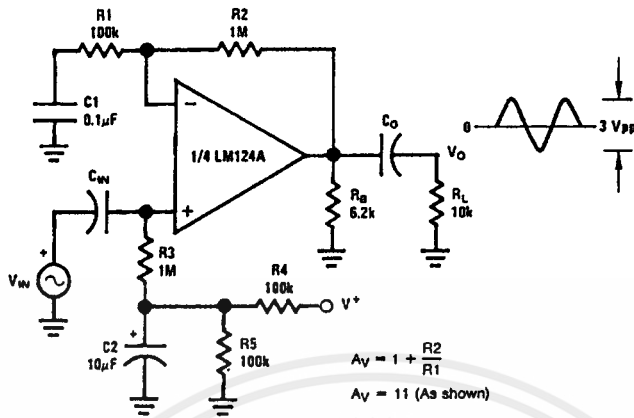 R1
100k
R2
1M
C1
0.1μF
−
1/4 LM124A
+
CIN
CO
VO
0
3 VPP
RB
6.2k
RL
10k
R3
1M
VIN
+
R4
100k
V+
+
C2
10μF
R5
100k
AV = 1 + R2/R1
AV = 11 (As shown)